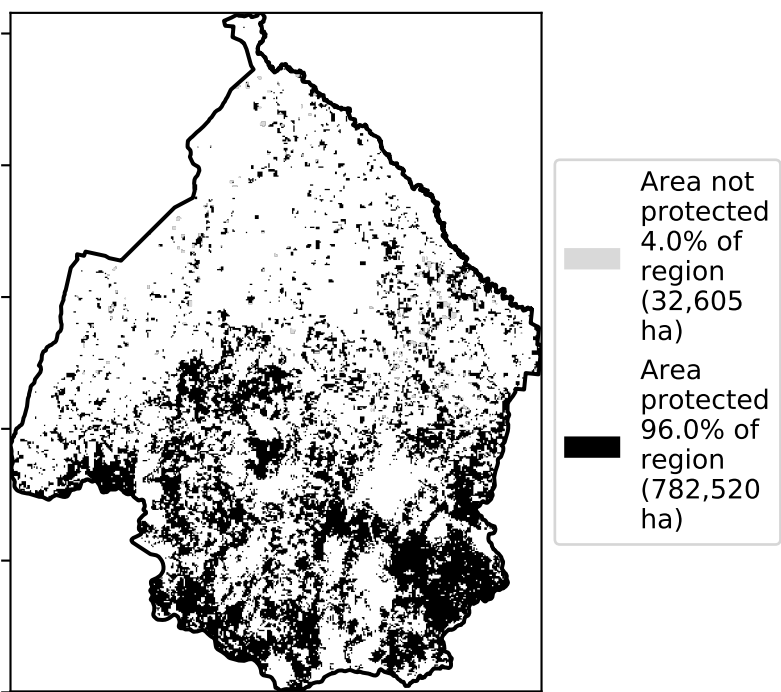 Area not
protected
4.0% of
region
(32,605
ha)
Area
protected
96.0% of
region
(782,520
ha)